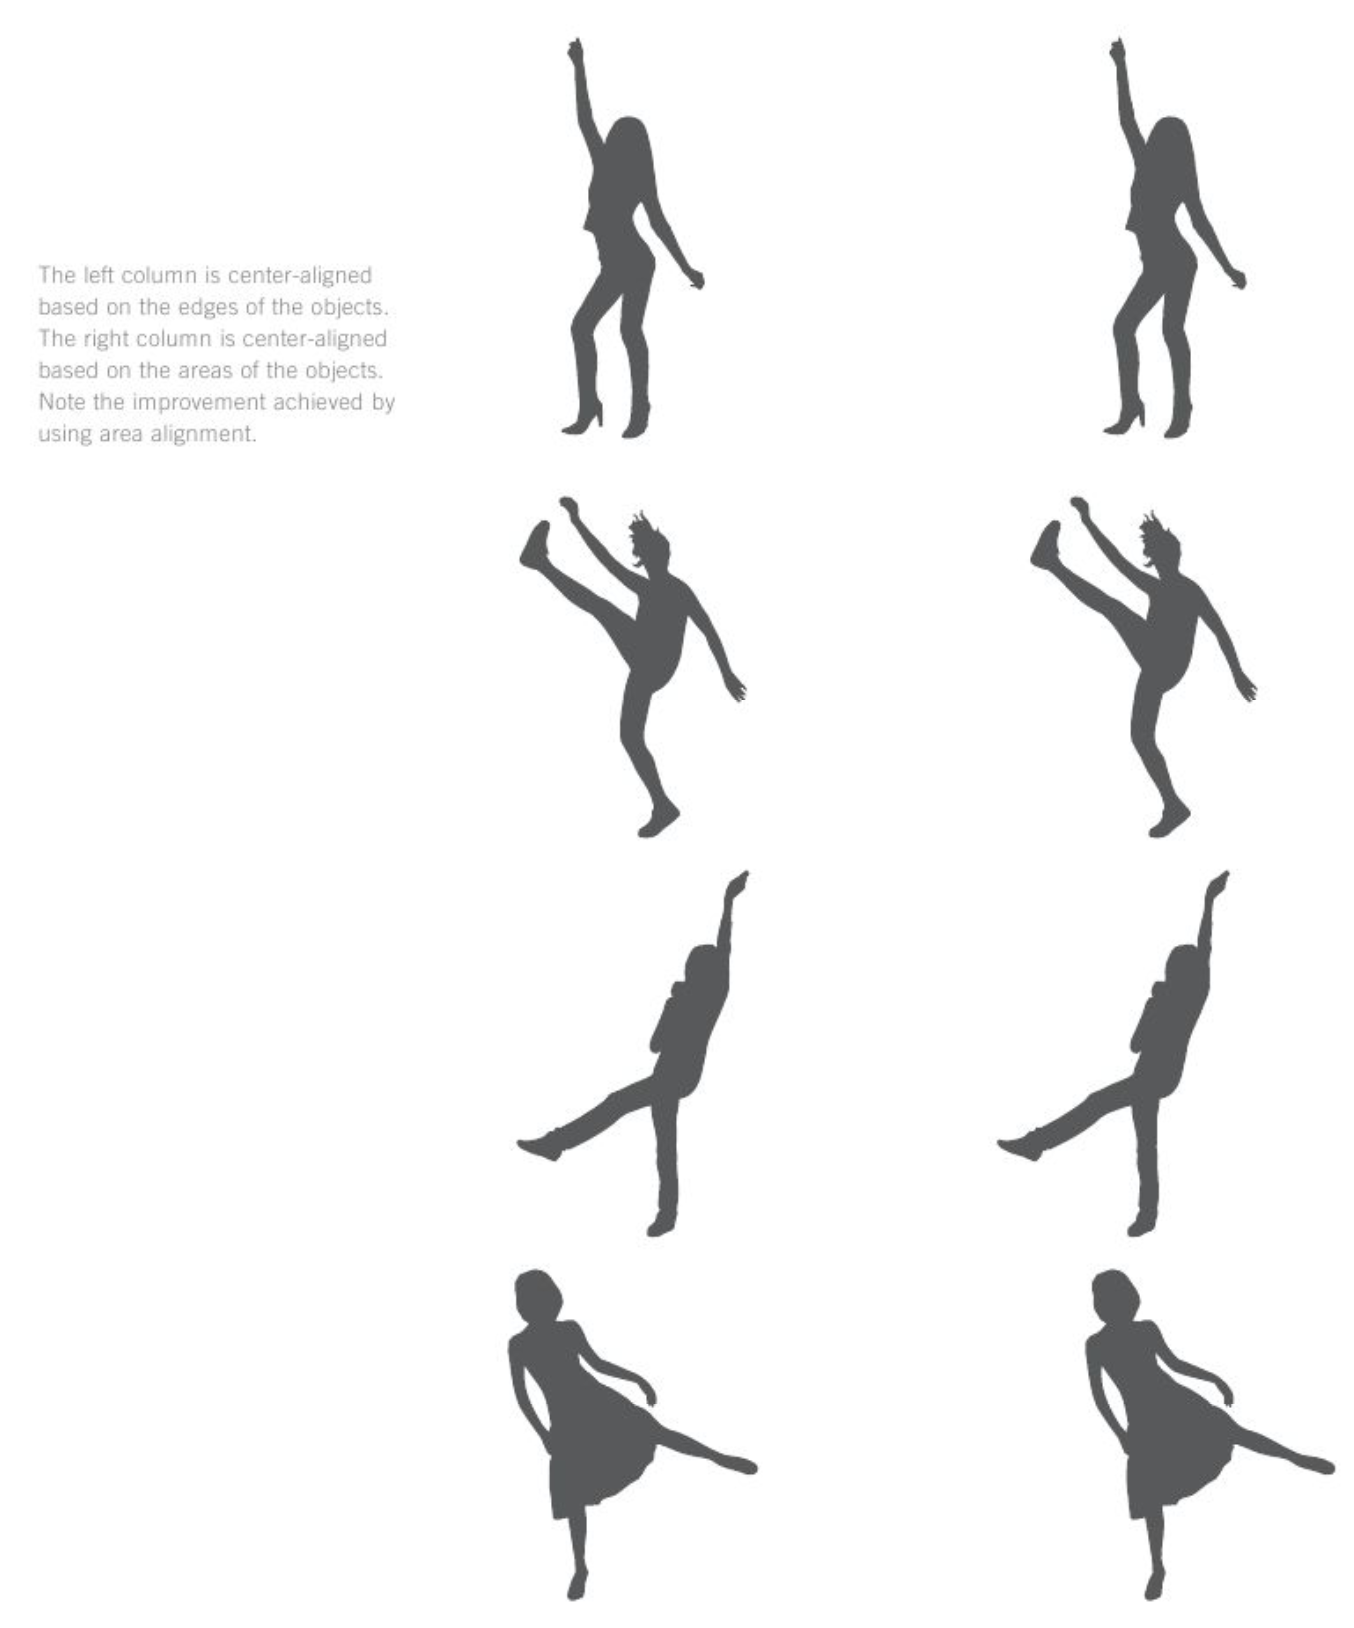 The left column is center-aligned
based on the edges of the objects.
The right column is center-aligned
based on the areas of the objects.
Note the improvement achieved by
using area alignment.